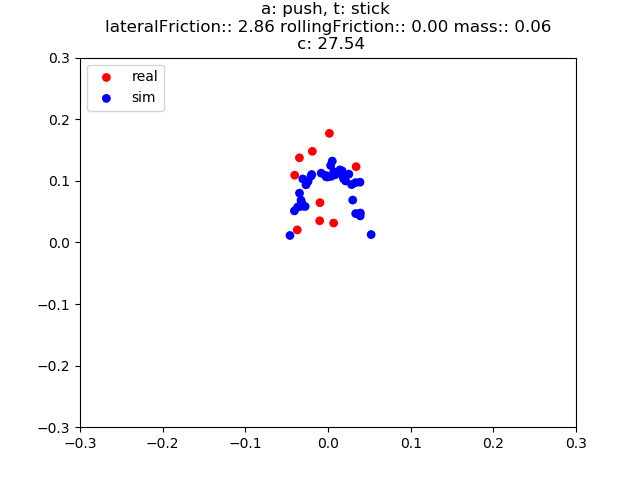 a: push, t: stick
lateralFriction:: 2.86 rollingFriction:: 0.00 mass:: 0.06
c: 27.54
real
sim
0.3
0.2
0.1
0.0
−0.1
−0.2
−0.3
−0.3
−0.2
−0.1
0.0
0.1
0.2
0.3